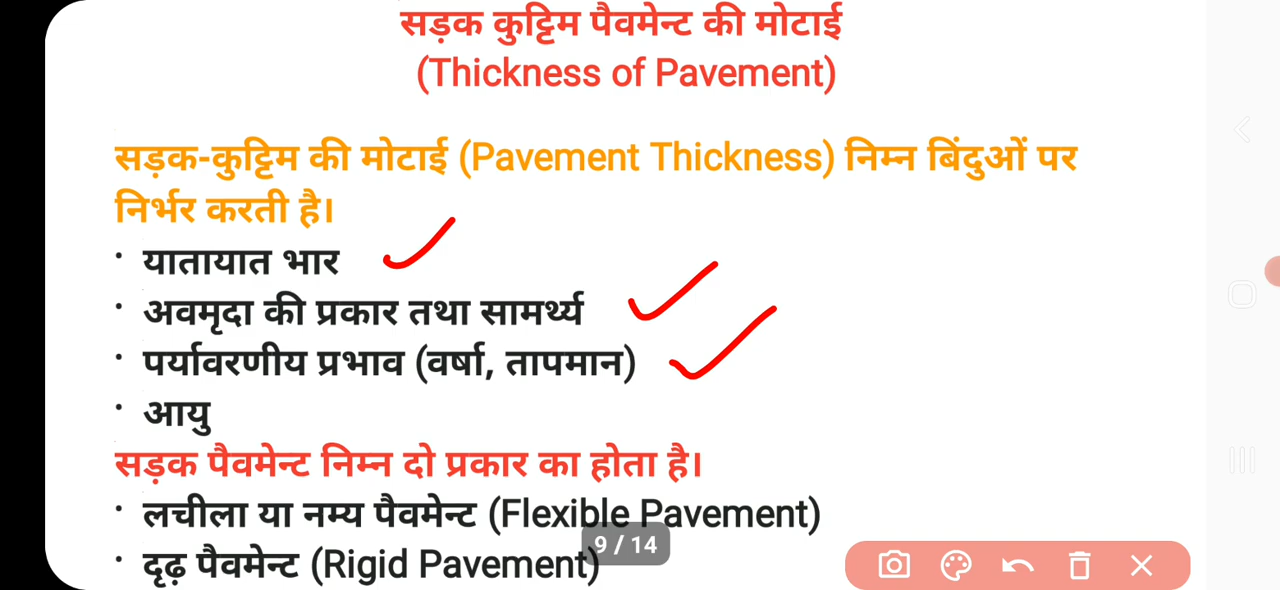 सड़क कुट्टिम पैवमेन्ट की मोटाई
(Thickness of Pavement)
सड़क-कुट्टिम की मोटाई (Pavement Thickness) निम्न बिंदुओं पर
निर्भर करती है।
· यातायात भार
· अवमृदा की प्रकार तथा सामर्थ्य
· पर्यावरणीय प्रभाव (वर्षा, तापमान)
· आयु
सड़क पैवमेन्ट निम्न दो प्रकार का होता है।
· लचीला या नम्य पैवमेन्ट (Flexible Pavement)
· दृढ़ पैवमेन्ट (Rigid Pavement)
9 / 14